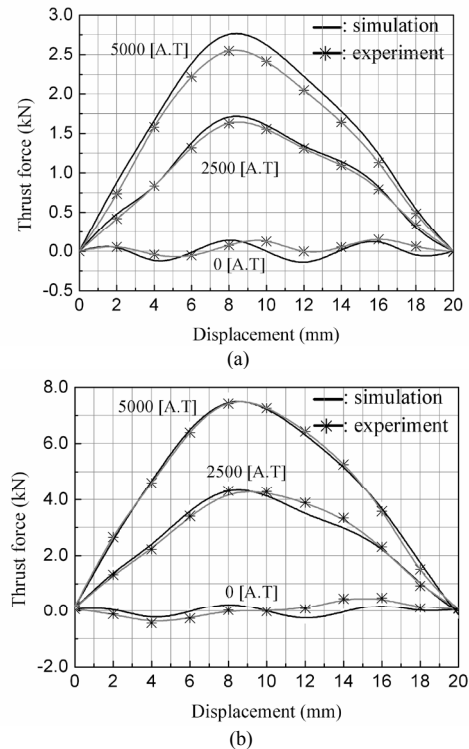 3.0
2.5
2.0
1.5
1.0
0.5
0.0
-0.5
Thrust force (kN)
5000 [A.T]
2500 [A.T]
0 [A.T]
: simulation
: experiment
0 2 4 6 8 10 12 14 16 18 20
Displacement (mm)
(a)
8.0
7.0
4.0
2.0
0.0
-2.0
Thrust force (kN)
5000 [A.T]
2500 [A.T]
0 [A.T]
: simulation
: experiment
0 2 4 6 8 10 12 14 16 18 20
Displacement (mm)
(b)